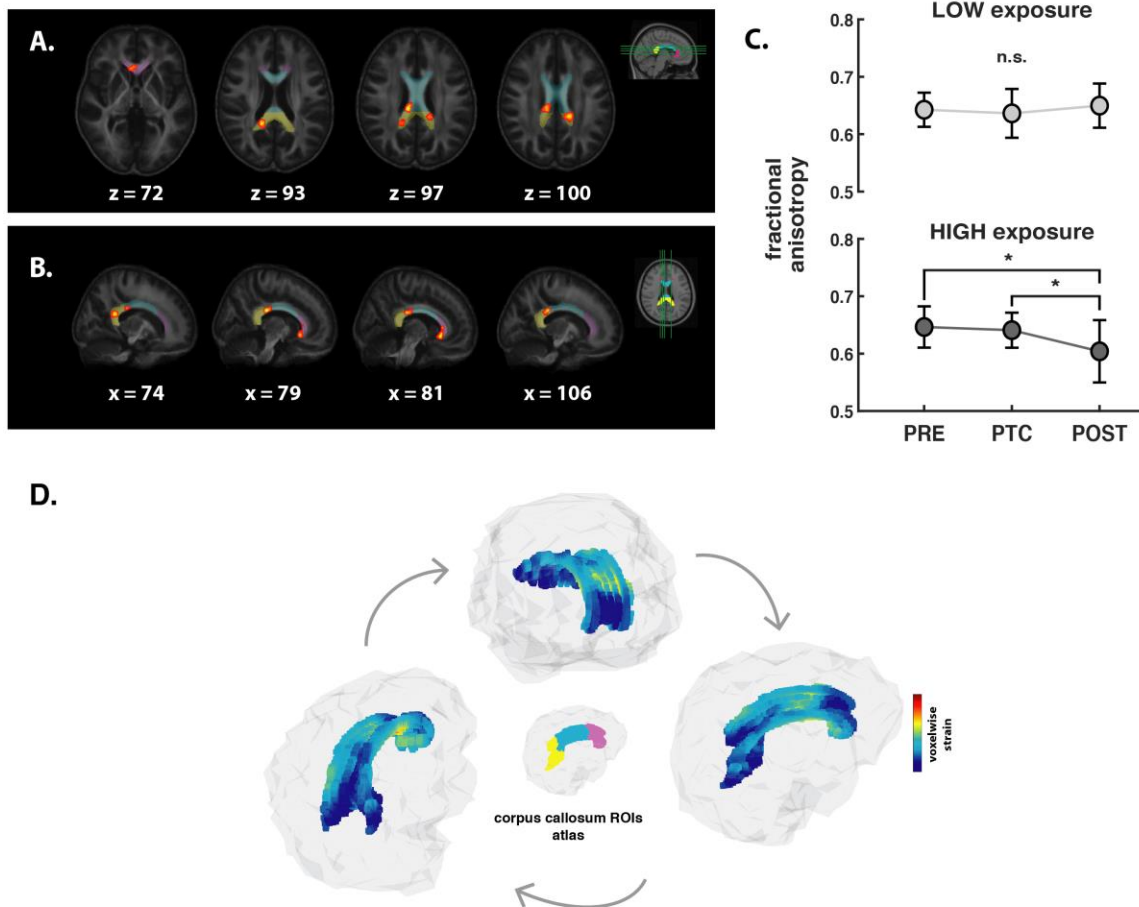 A.
z = 72
z = 93
z = 97
z = 100
B.
x = 74
x = 79
x = 81
x = 106
C.
LOW exposure
0.8
0.7
0.6
0.5
n.s.
fractional
anisotropy
HIGH exposure
0.8
0.7
0.6
0.5
*
*
PRE
PTC
POST
D.
corpus callosum ROIs
atlas
voxelwise
strain